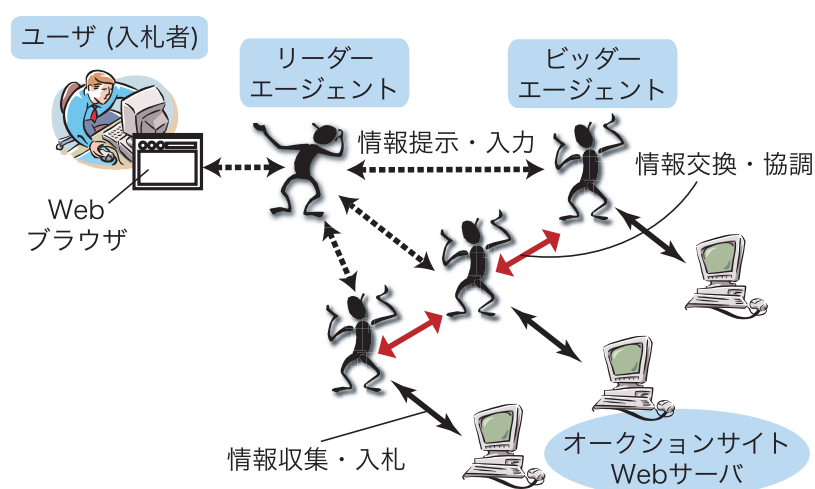 ユーザ (入札者)
リーダー
エージェント
ビッダー
エージェント
情報提示・入力
情報交換・協調
Web
ブラウザ
情報収集・入札
オークションサイト
Webサーバ